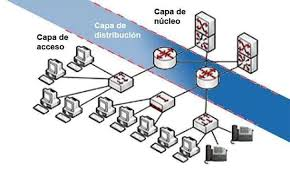 Capa de
núcleo
Capa de
distribución
Capa de
acceso